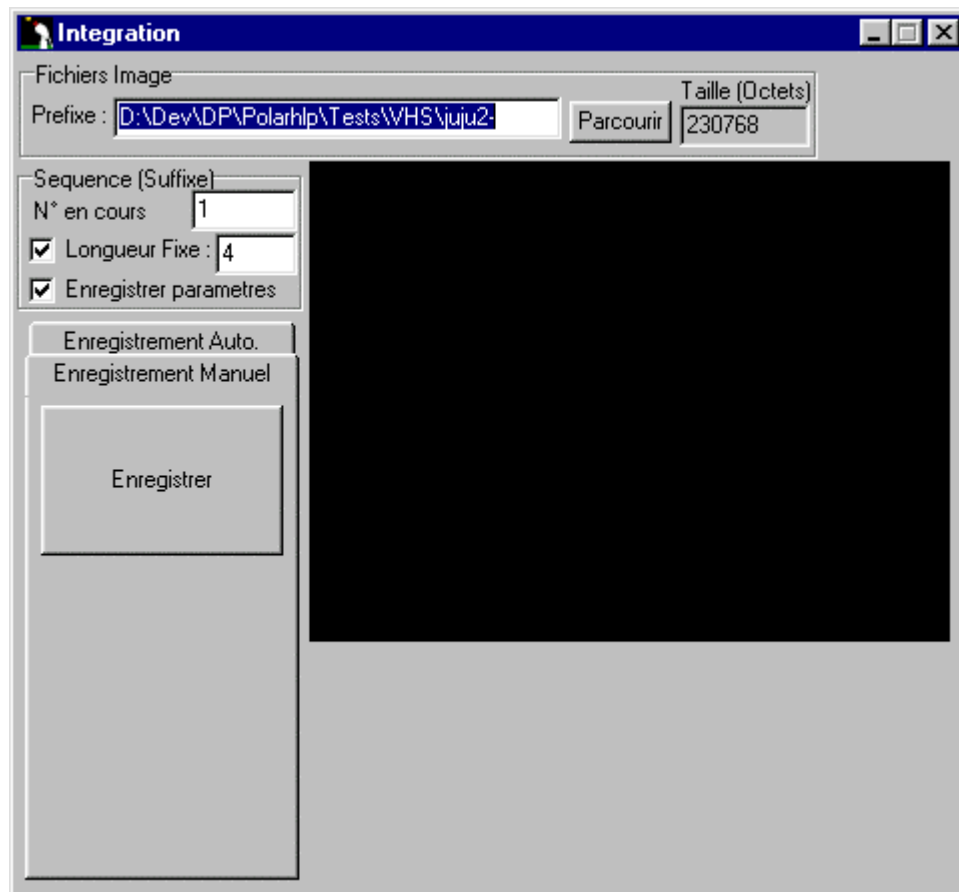 Integration
Fichiers Image
Taille (Octets)
Prefixe : D:\Dev\DP\Polarhlp\Tests\VHS\juju2- Parcourir 230768
Sequence (Suffixe)
N° en cours 1
Longueur Fixe : 4
Enregistrer parametres
Enregistrement Auto.
Enregistrement Manuel
Enregistrer